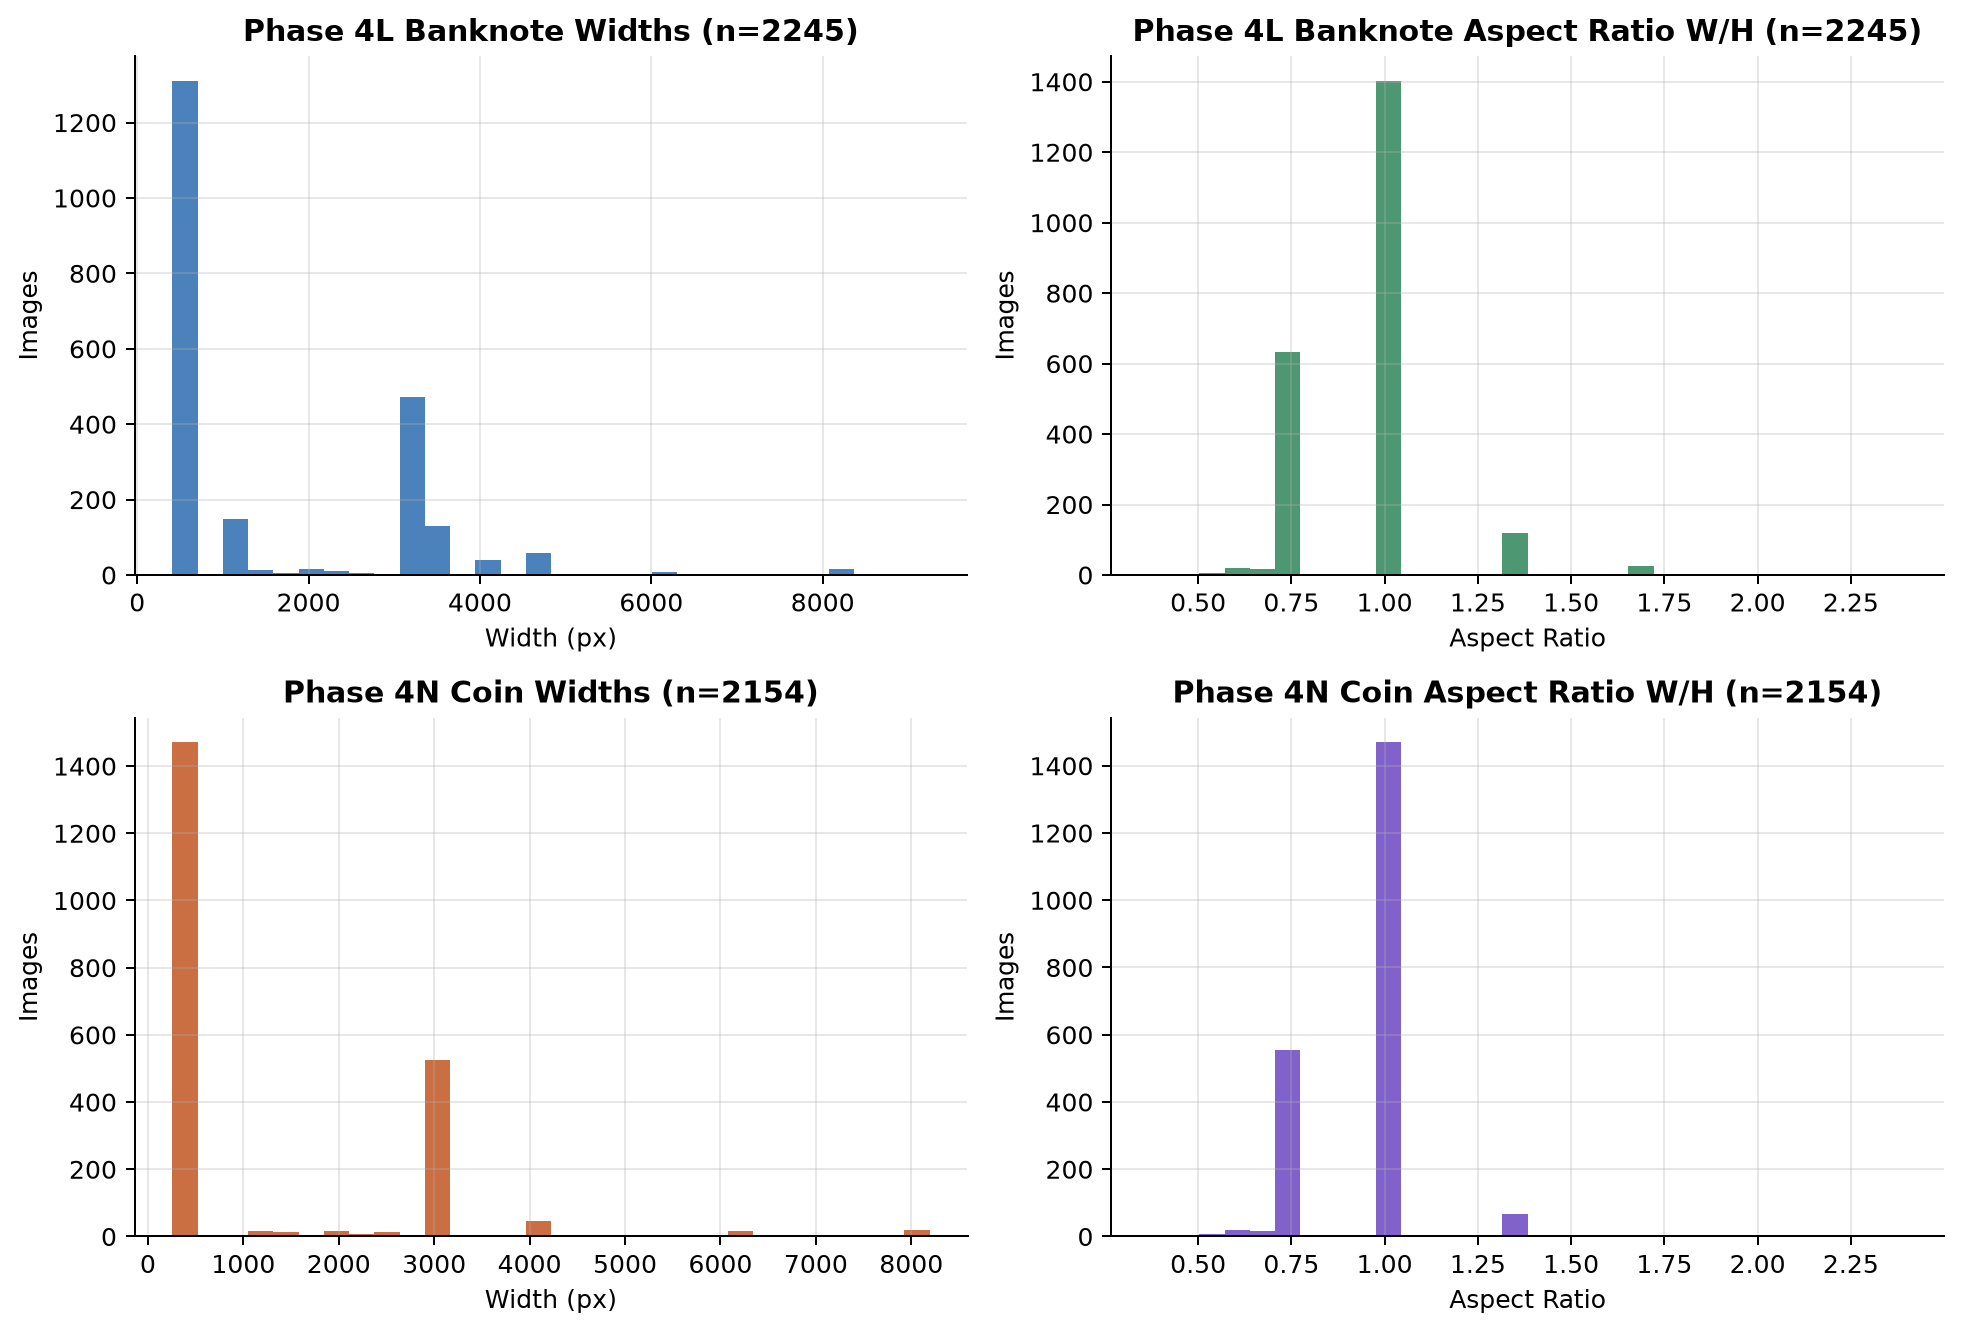 Phase 4L Banknote Widths (n=2245)
Images
1200
1000
800
600
400
200
0
0 2000 4000 6000 8000
Width (px)
Phase 4L Banknote Aspect Ratio W/H (n=2245)
Images
1400
1200
1000
800
600
400
200
0
0.50 0.75 1.00 1.25 1.50 1.75 2.00 2.25
Aspect Ratio
Phase 4N Coin Widths (n=2154)
Images
1400
1200
1000
800
600
400
200
0
0 1000 2000 3000 4000 5000 6000 7000 8000
Width (px)
Phase 4N Coin Aspect Ratio W/H (n=2154)
Images
1400
1200
1000
800
600
400
200
0
0.50 0.75 1.00 1.25 1.50 1.75 2.00 2.25
Aspect Ratio